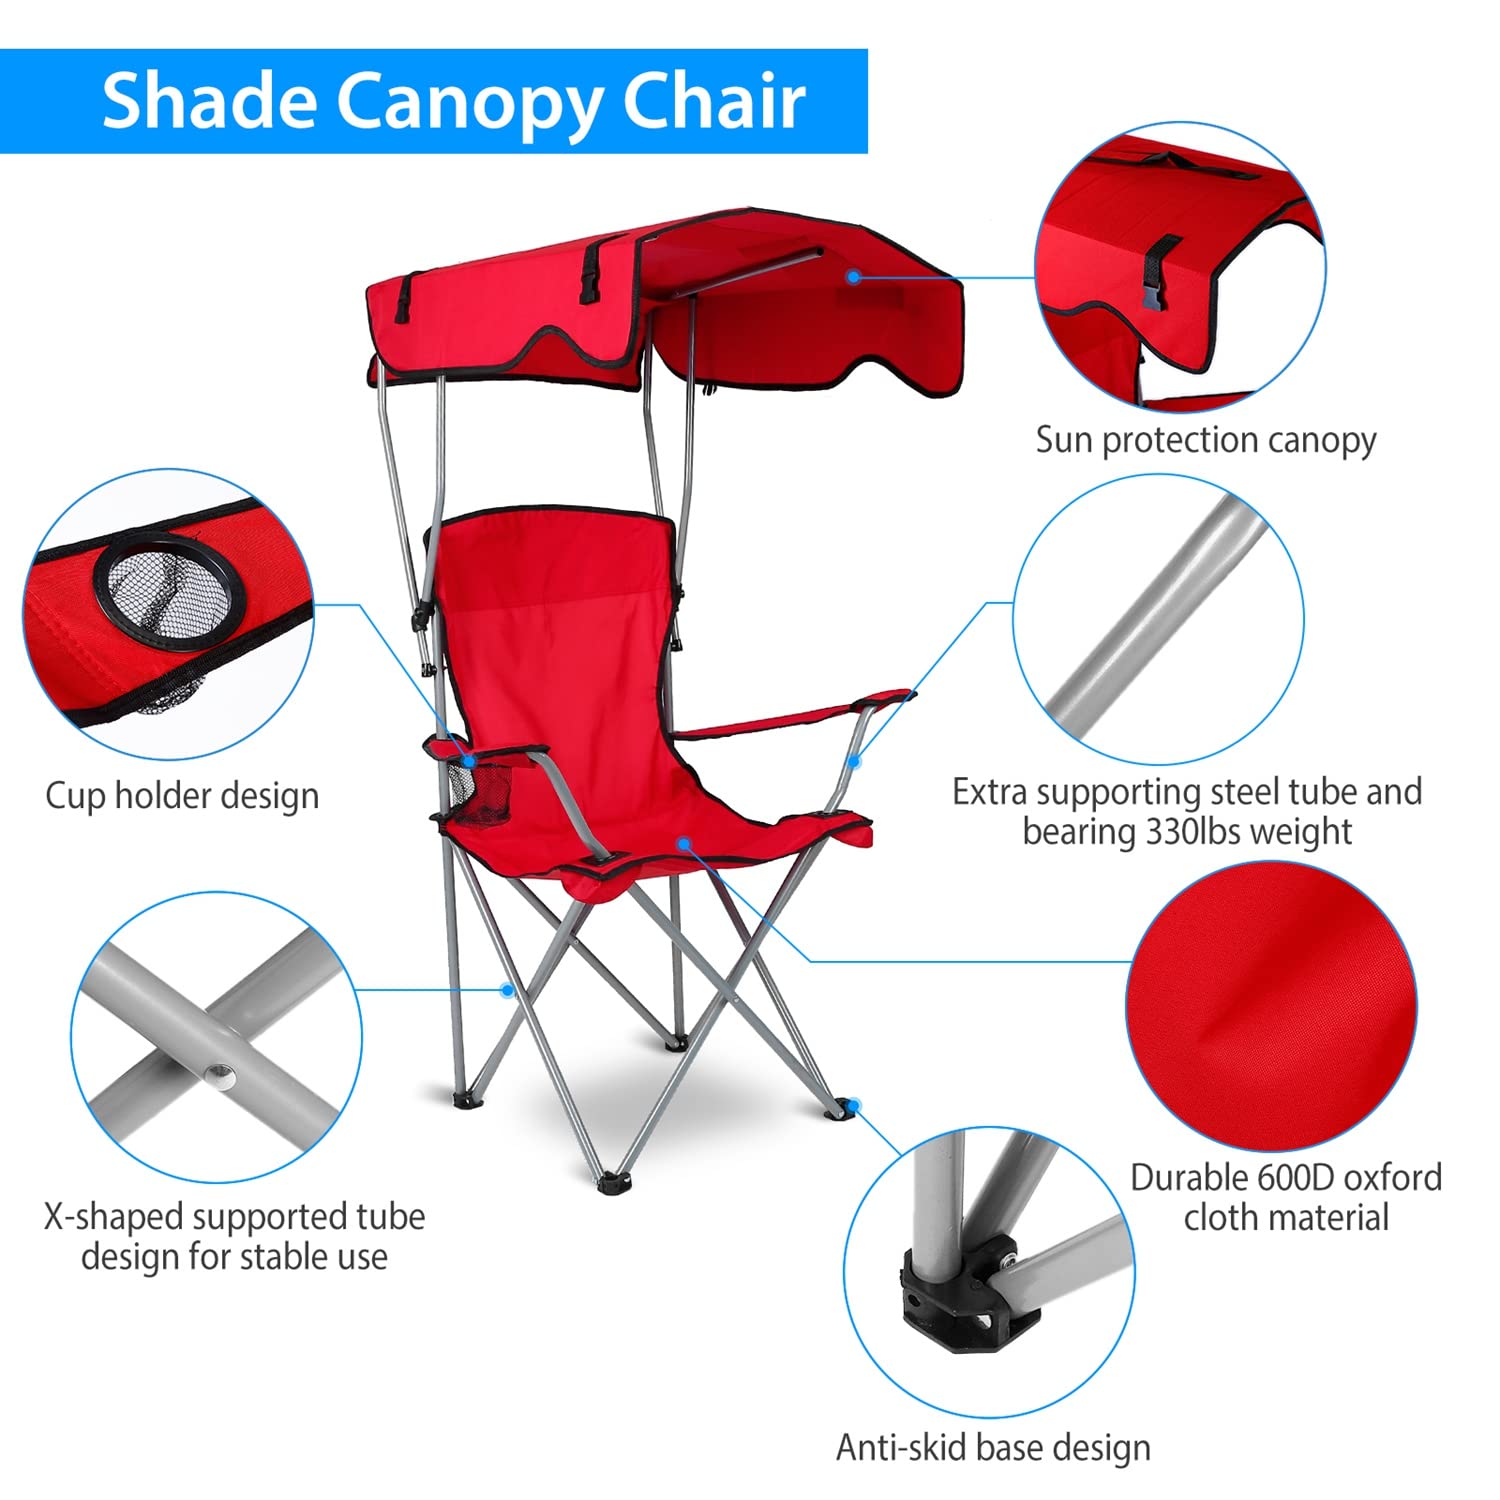 Shade Canopy Chair
Sun protection canopy
Cup holder design
Extra supporting steel tube and
bearing 330lbs weight
X-shaped supported tube
design for stable use
Durable 600D oxford
cloth material
Anti-skid base design